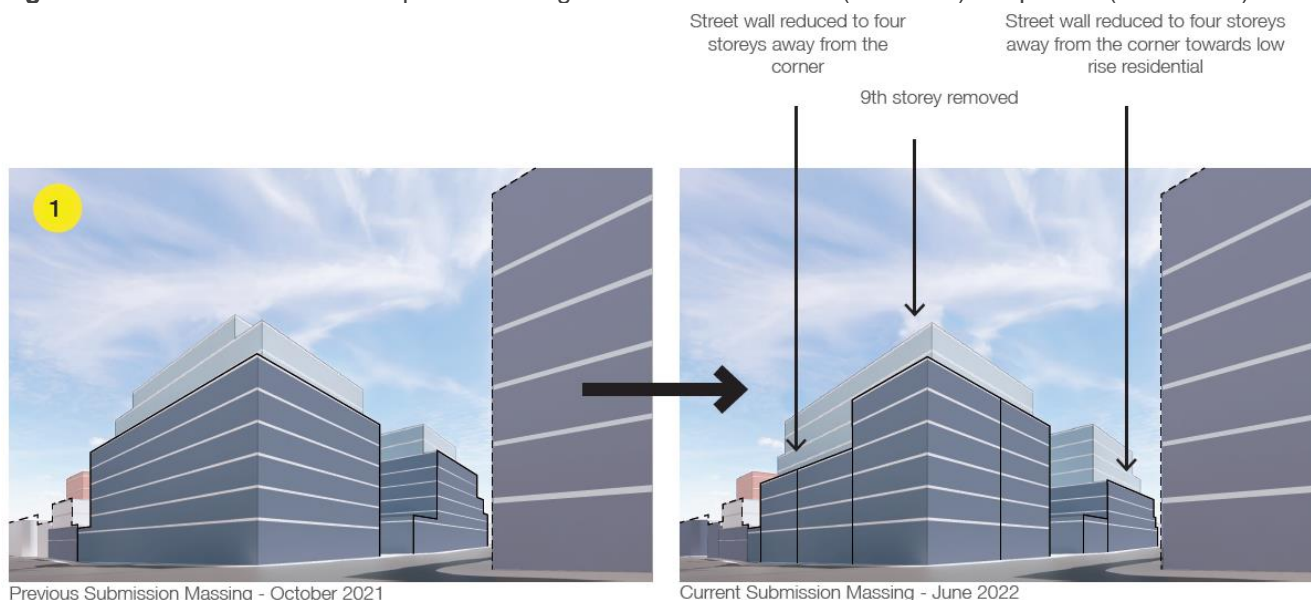 Street wall reduced to four
storeys away from the
corner
9th storey removed
Street wall reduced to four storeys
away from the corner towards low
rise residential
1
Previous Submission Massing - October 2021
Current Submission Massing - June 2022